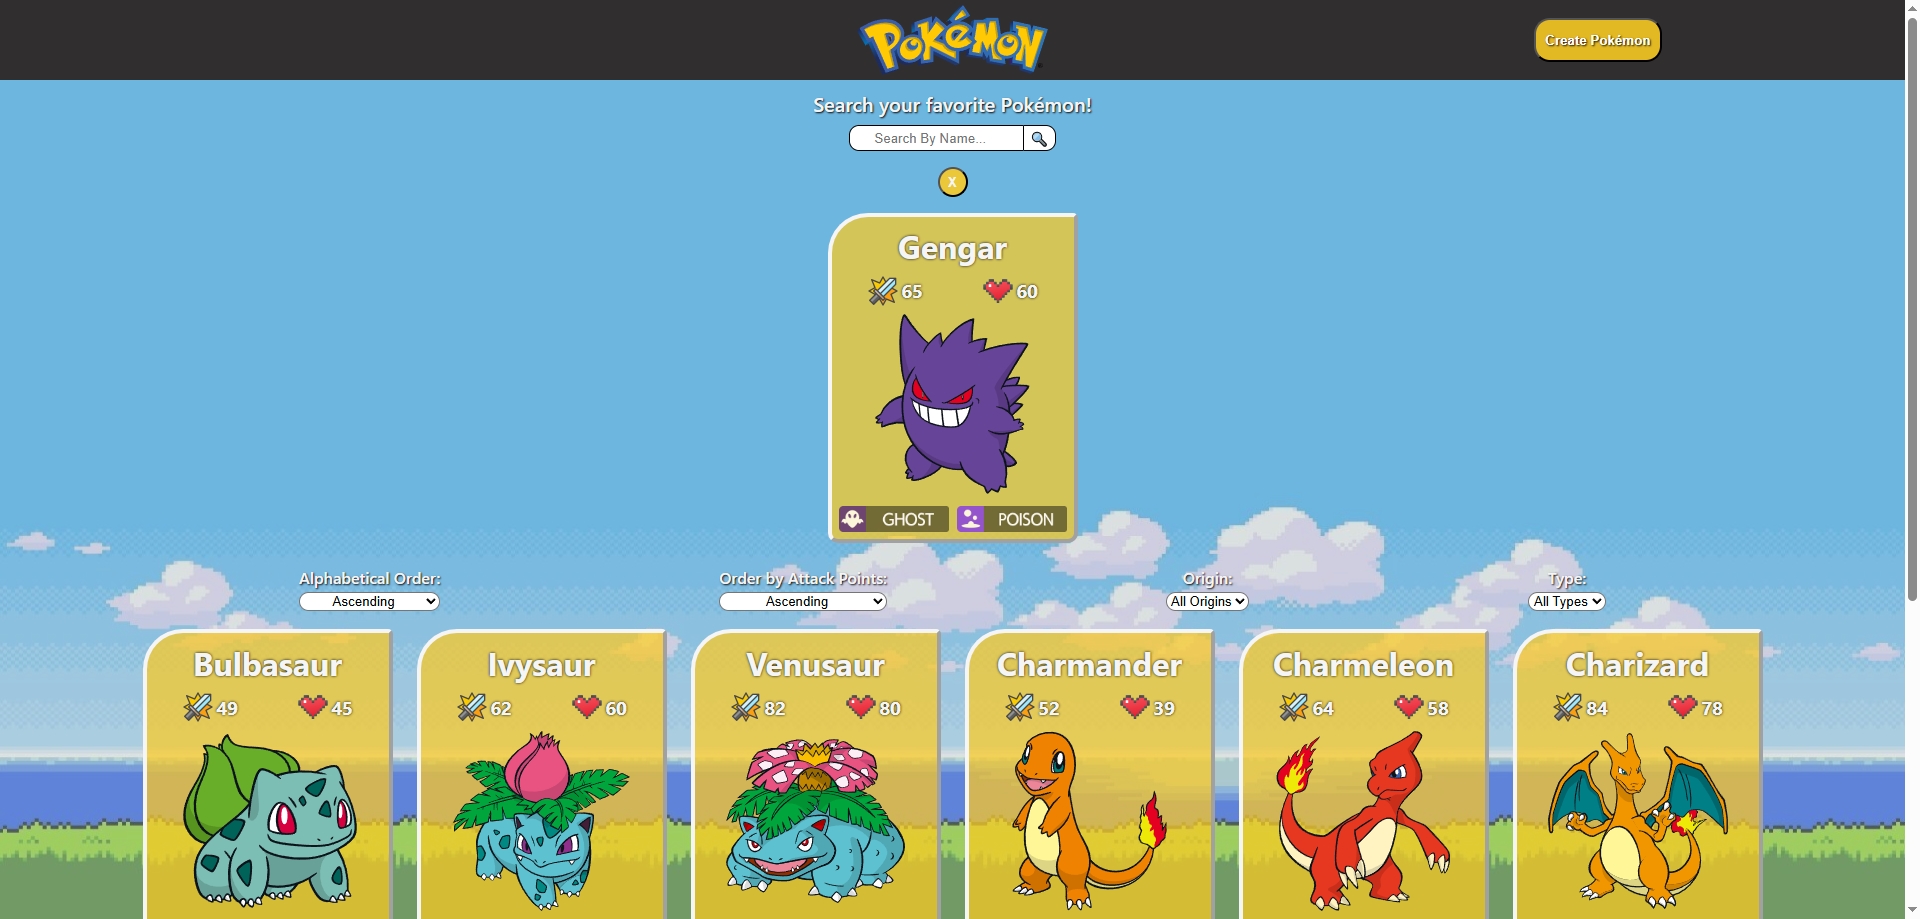 Pokémon
Create Pokémon
Search your favorite Pokémon!
Search By Name...
X
Gengar
65 60
GHOST POISON
Alphabetical Order: Order by Attack Points: Origin: Type:
Ascending Ascending All Origins All Types
Bulbasaur Ivysaur Venusaur Charmander Charmeleon Charizard
49 45 62 60 82 80 52 39 64 58 84 78